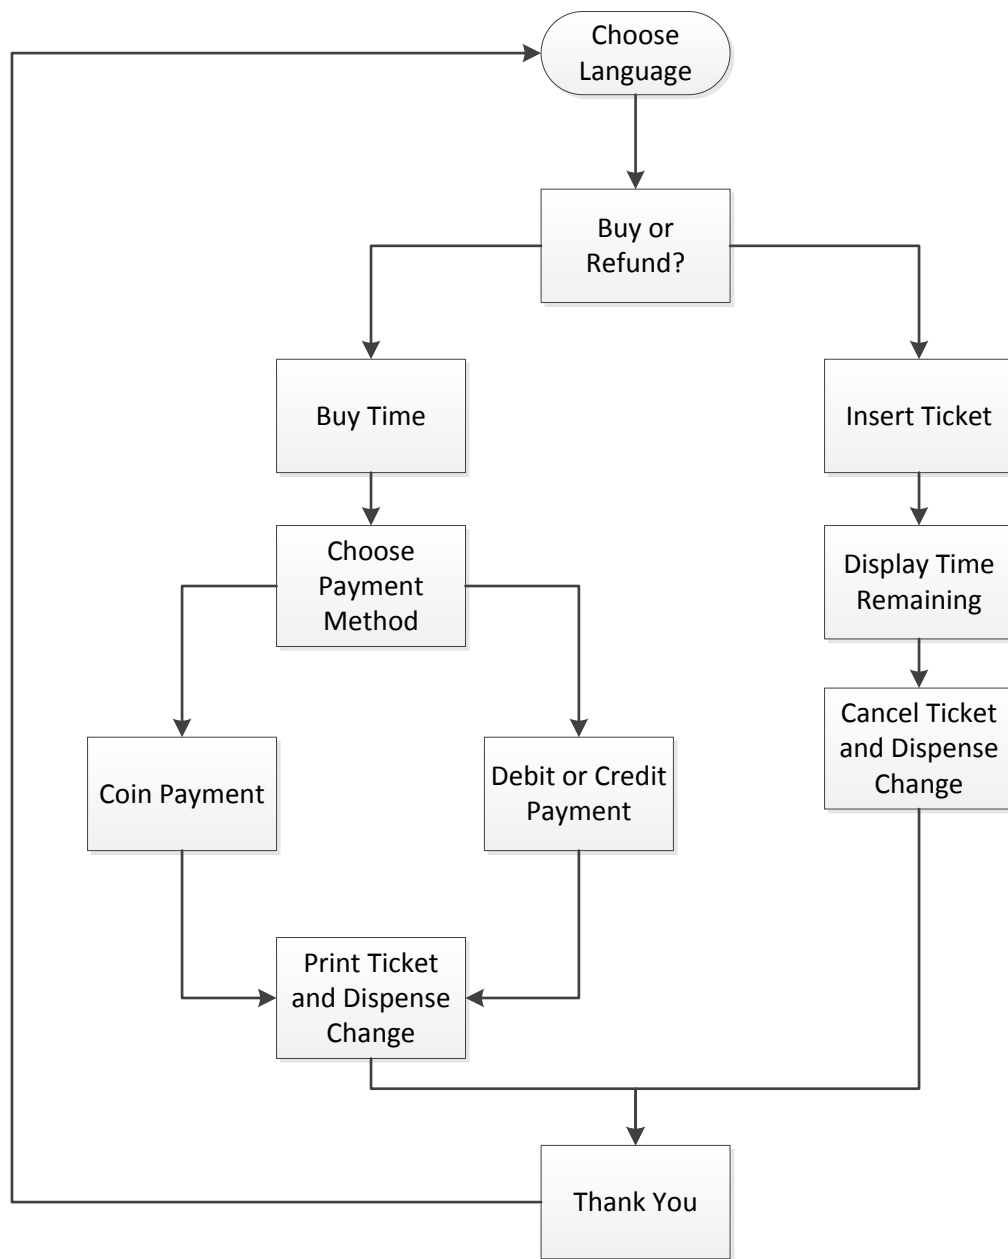 Choose
Language
Buy or
Refund?
Buy Time
Insert Ticket
Choose
Payment
Method
Display Time
Remaining
Coin Payment
Debit or Credit
Payment
Cancel Ticket
and Dispense
Change
Print Ticket
and Dispense
Change
Thank You